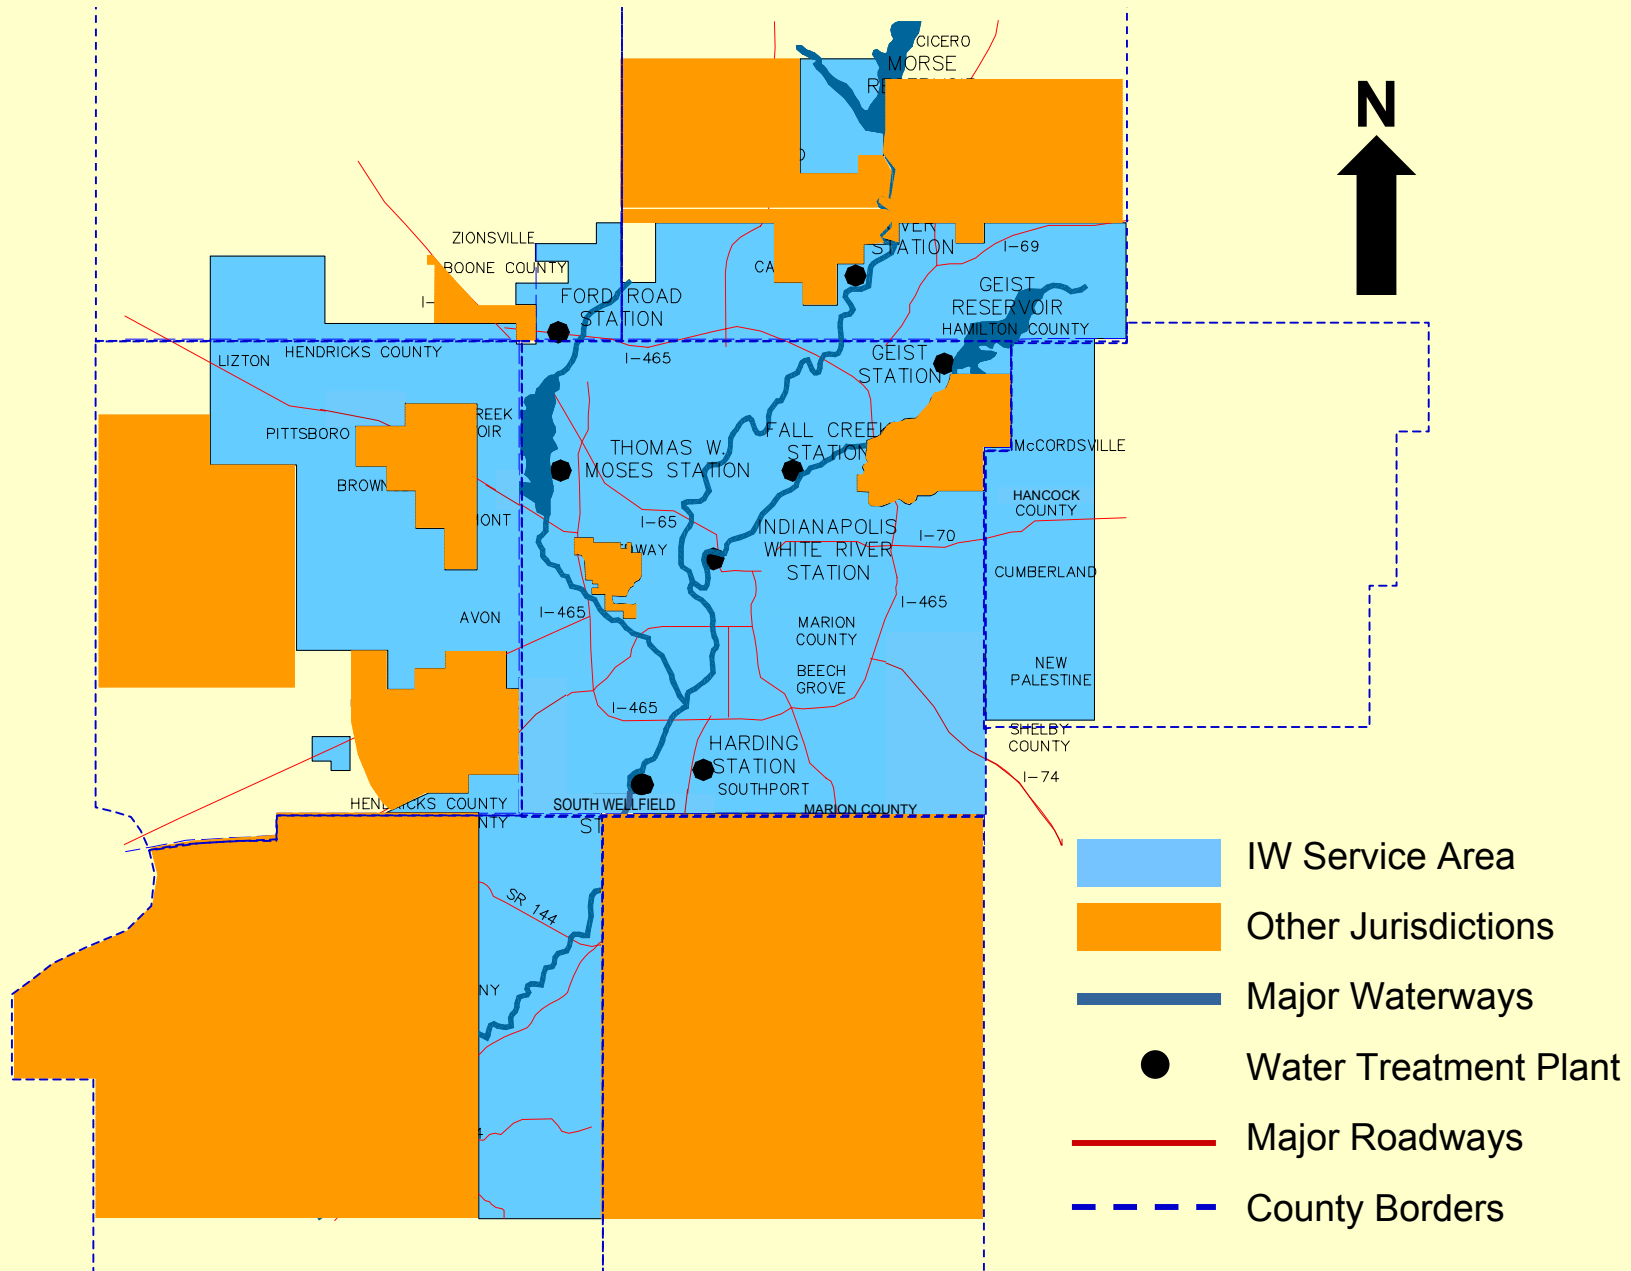 CICERO
MORSE
N
ZIONSVILLE
BOONE COUNTY
STATION
I-69
FORD ROAD
STATION
GEIST
RESERVOIR
HAMILTON COUNTY
LIZTON
HENDRICKS COUNTY
I-465
GEIST
STATION
PITTSBORO
THOMAS W.
MOSES STATION
FALL CREEK
STATION
McCORDSVILLE
HANCOCK
COUNTY
I-65
INDIANAPOLIS
WHITE RIVER
STATION
I-70
CUMBERLAND
AVON
I-465
I-465
MARION
COUNTY
BEECH
GROVE
NEW
PALESTINE
I-465
HARDING
STATION
SOUTHPORT
SHELBY
COUNTY
I-74
HENDRICKS COUNTY
SOUTH WELLFIELD
MARION COUNTY
SR 144
IW Service Area
Other Jurisdictions
Major Waterways
Water Treatment Plant
Major Roadways
County Borders